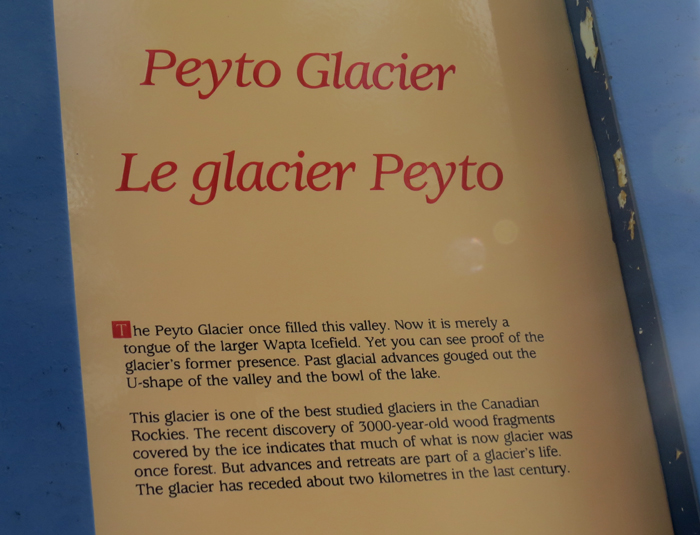 Peyto Glacier
Le glacier Peyto
The Peyto Glacier once filled this valley. Now it is merely a
tongue of the larger Wapta Icefield. Yet you can see proof of the
glacier's former presence. Past glacial advances gouged out the
U-shape of the valley and the bowl of the lake.
This glacier is one of the best studied glaciers in the Canadian
Rockies. The recent discovery of 3000-year-old wood fragments
covered by the ice indicates that much of what is now glacier was
once forest. But advances and retreats are part of a glacier's life.
The glacier has receded about two kilometres in the last century.